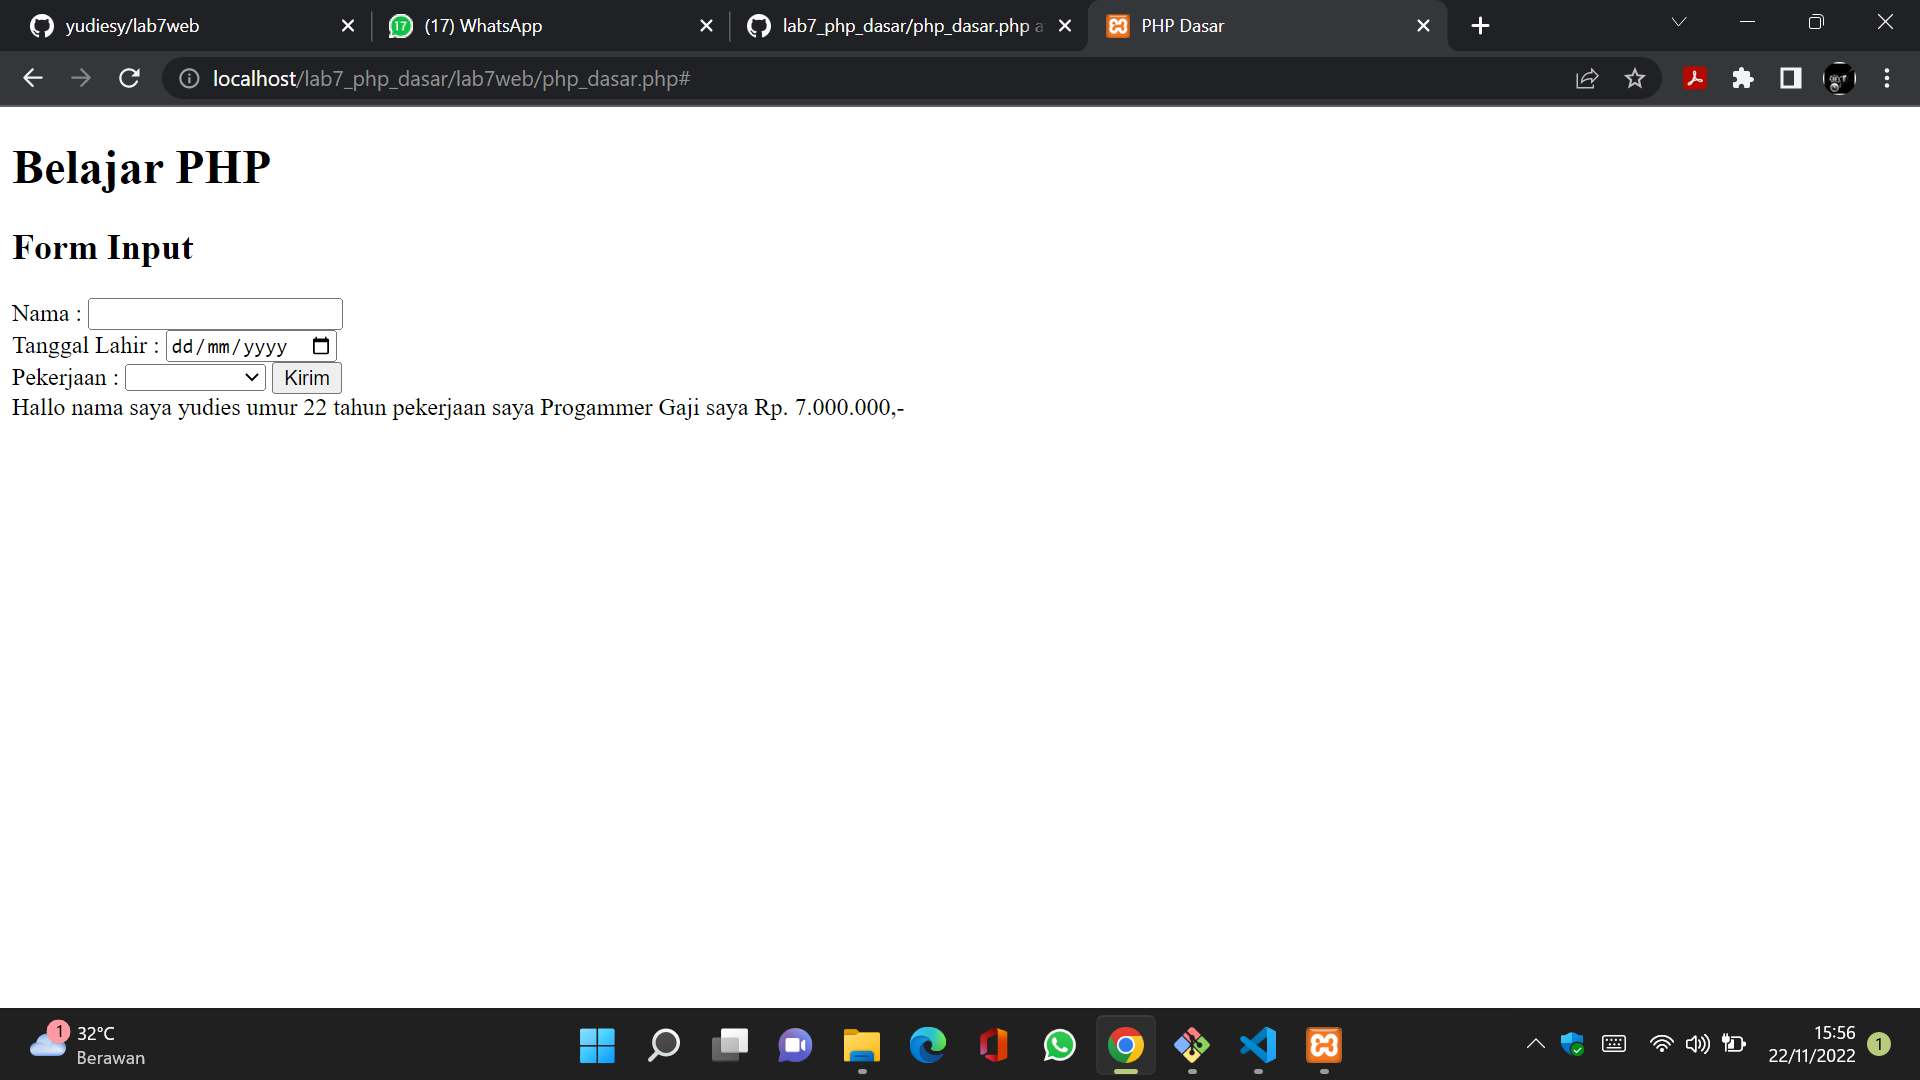 yudiesy/lab7web
(17) WhatsApp
lab7_php_dasar/php_dasar.php a
PHP Dasar
localhost/lab7_php_dasar/lab7web/php_dasar.php#
Belajar PHP
Form Input
Nama :
Tanggal Lahir : dd/mm/yyyy
Pekerjaan : Kirim
Hallo nama saya yudies umur 22 tahun pekerjaan saya Progammer Gaji saya Rp. 7.000.000,-
1
32°C
Berawan
15:56
22/11/2022
1